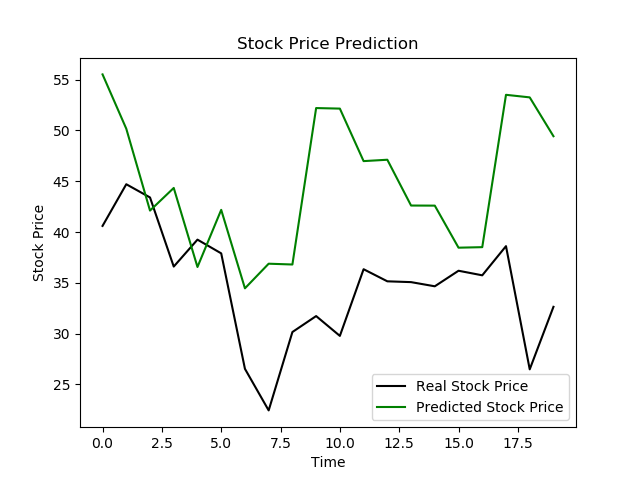 Stock Price Prediction
Stock Price
55
50
45
40
35
30
25
0.0 2.5 5.0 7.5 10.0 12.5 15.0 17.5
Time
Real Stock Price
Predicted Stock Price